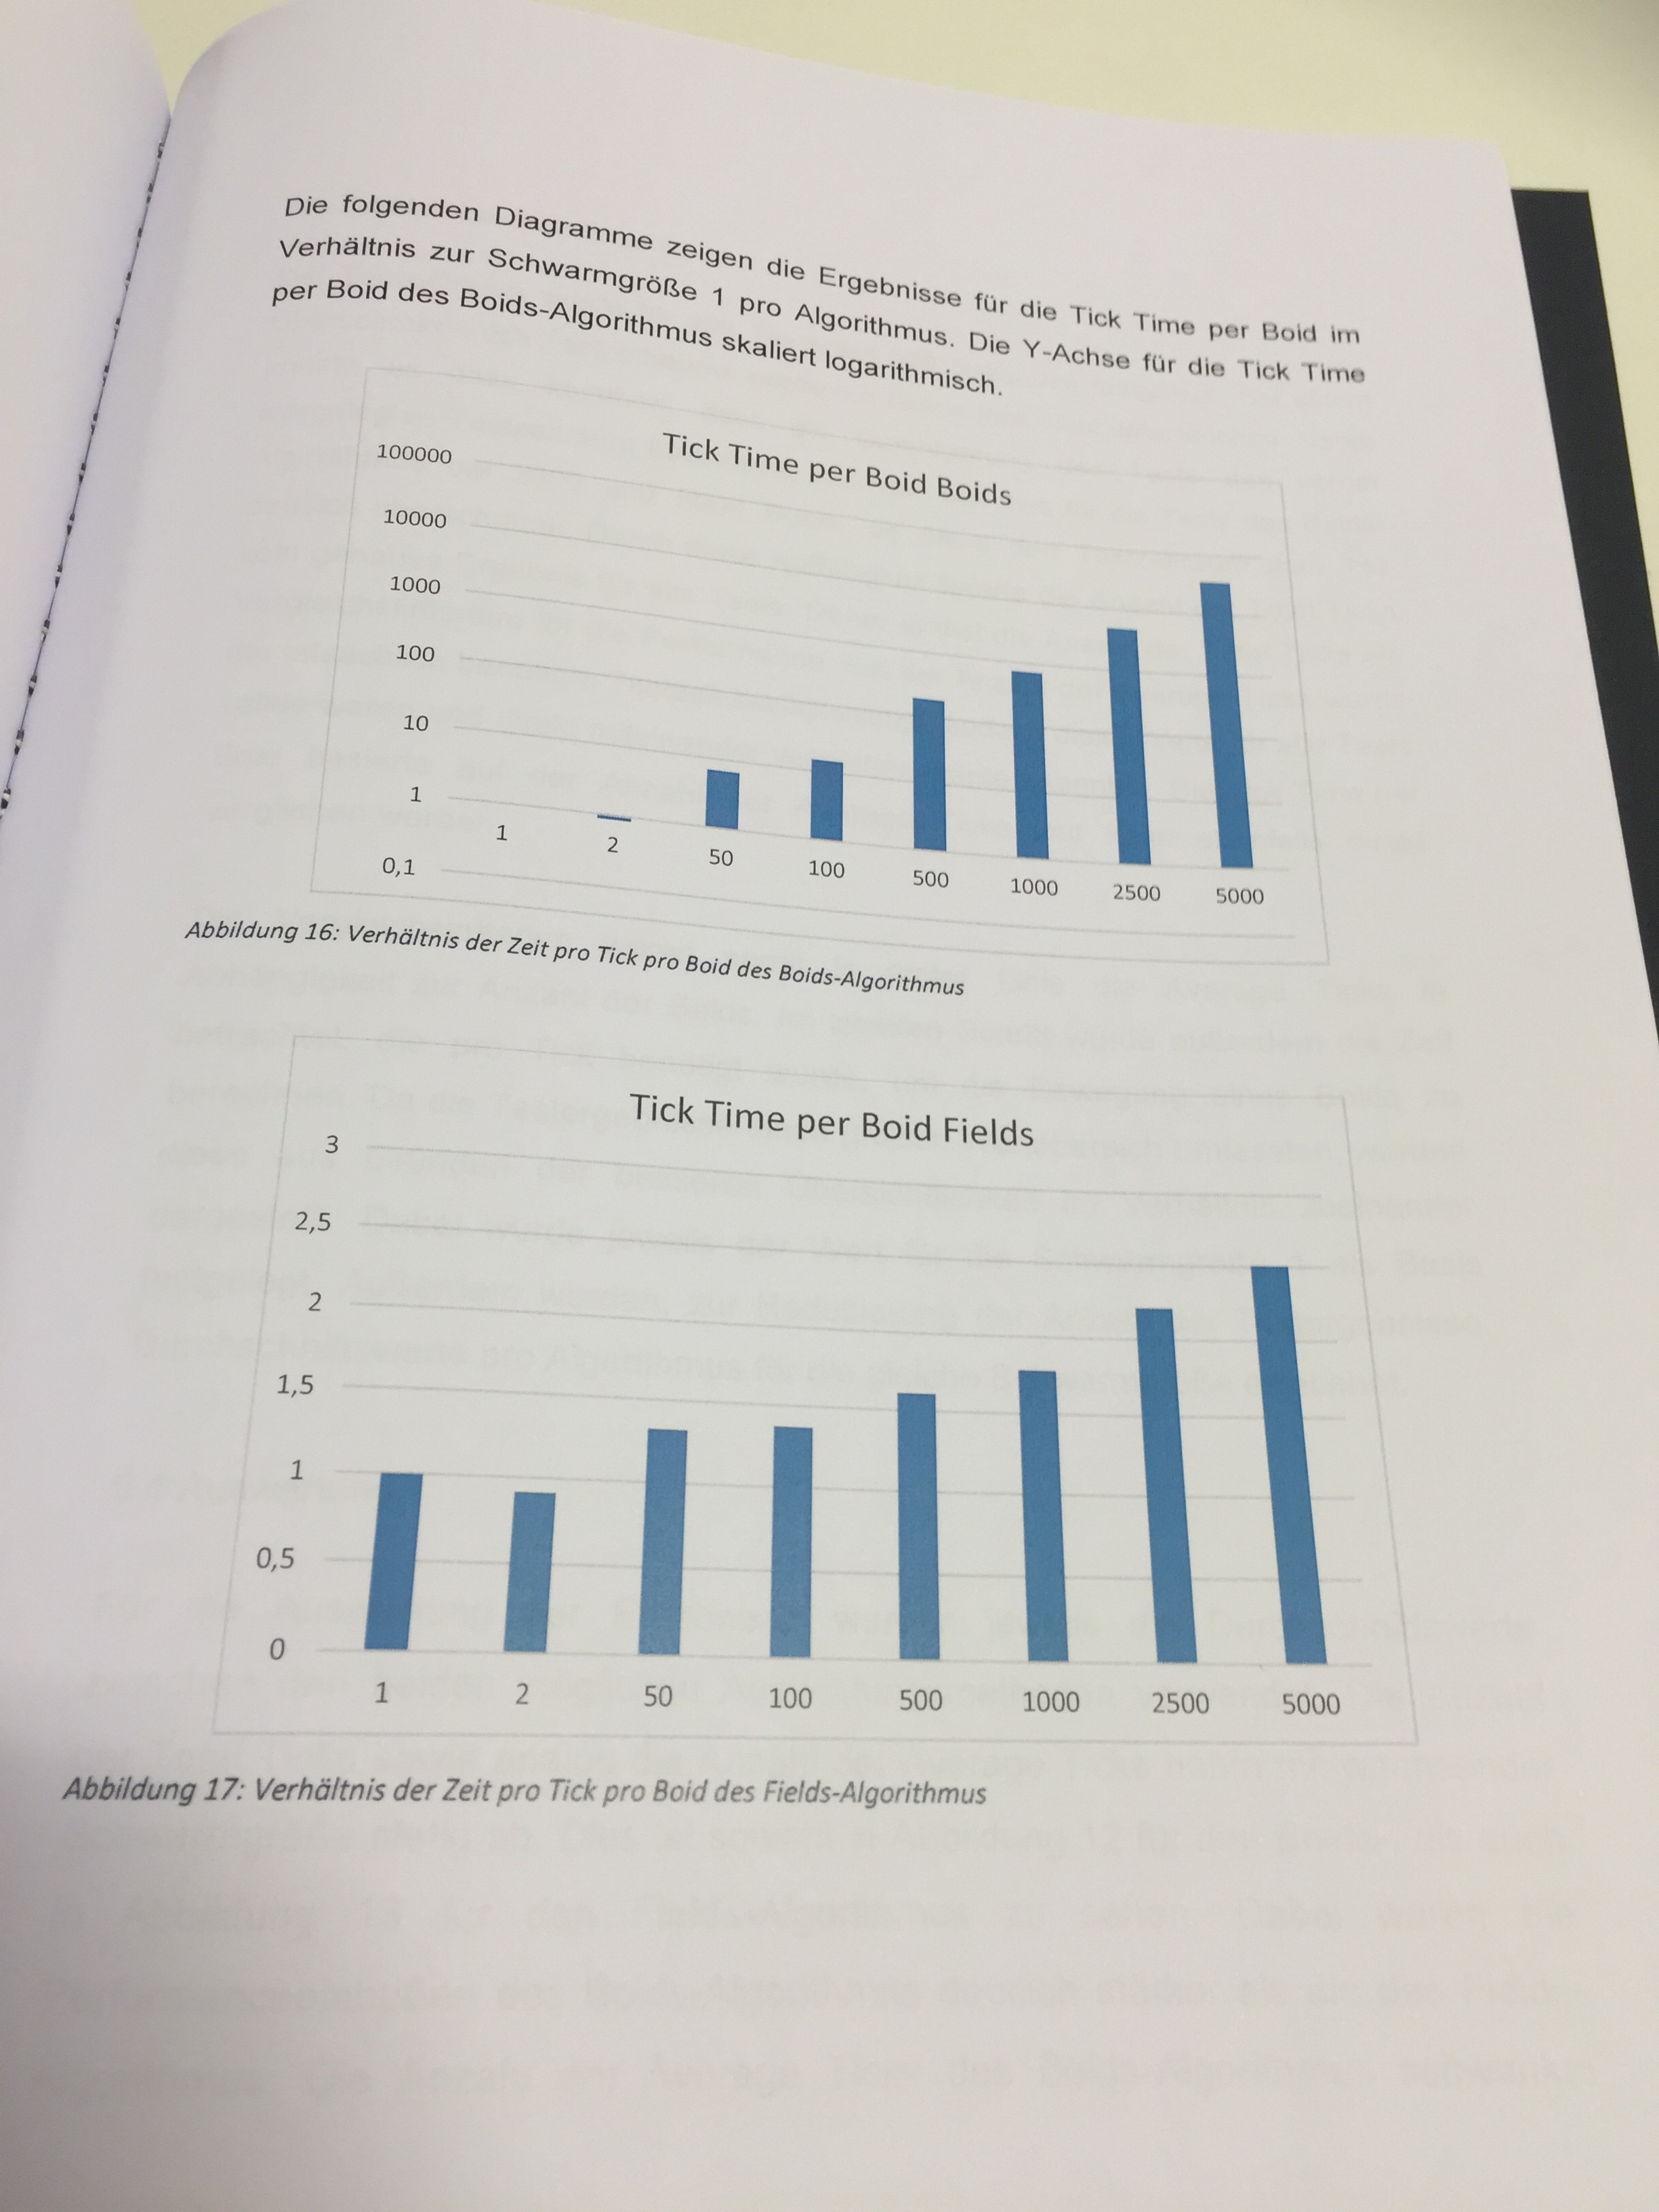 Die folgenden Diagramme zeigen die Ergebnisse für die Tick Time per Boid im
Verhältnis zur Schwarmgröße 1 pro Algorithmus. Die Y-Achse für die Tick Time
per Boid des Boids-Algorithmus skaliert logarithmisch.
Tick Time per Boid Boids
100000
10000
1000
100
10
1
0,1
1 2 50 100 500 1000 2500 5000
Abbildung 16: Verhältnis der Zeit pro Tick pro Boid des Boids-Algorithmus
Tick Time per Boid Fields
3
2,5
2
1,5
1
0,5
0
1 2 50 100 500 1000 2500 5000
Abbildung 17: Verhältnis der Zeit pro Tick pro Boid des Fields-Algorithmus